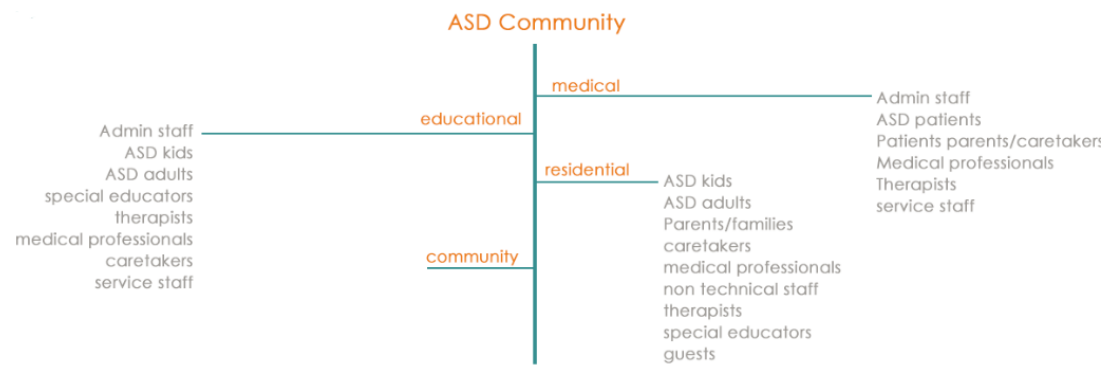 ASD Community
medical
Admin staff
ASD patients
Patients parents/caretakers
Medical professionals
Therapists
service staff
educational
Admin staff
ASD kids
ASD adults
special educators
therapists
medical professionals
caretakers
service staff
residential
ASD kids
ASD adults
Parents/families
caretakers
medical professionals
non technical staff
therapists
special educators
guests
community